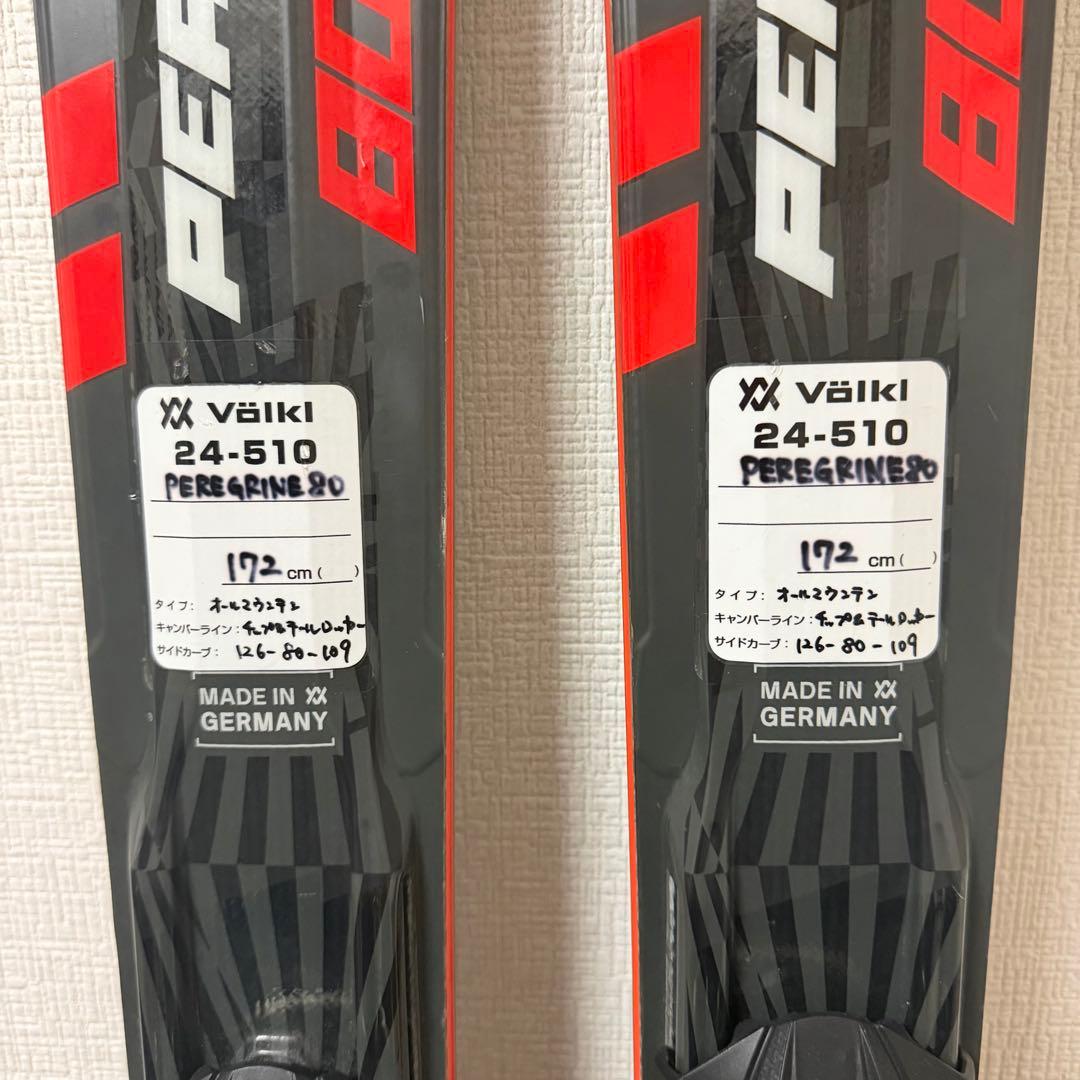 PER
80
Völkl
24-510
PEREGRINE80
172 cm( )
タイプ: オールマウンテン
キャンバーライン: チップ&テールロッカー
サイドカーブ: 126-80-109
MADE IN
GERMANY
PER
80
Völkl
24-510
PEREGRINE80
172 cm( )
タイプ: オールマウンテン
キャンバーライン: チップ&テールロッカー
サイドカーブ: 126-80-109
MADE IN
GERMANY